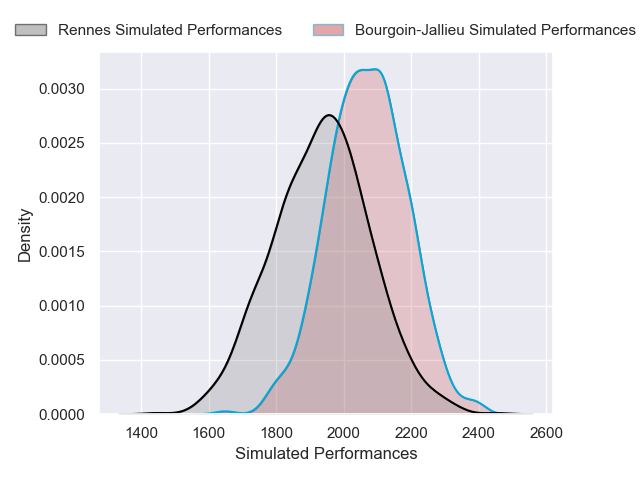 Rennes Simulated Performances
Bourgoin-Jallieu Simulated Performances
Density
0.0030
0.0025
0.0020
0.0015
0.0010
0.0005
0.0000
1400 1600 1800 2000 2200 2400 2600
Simulated Performances